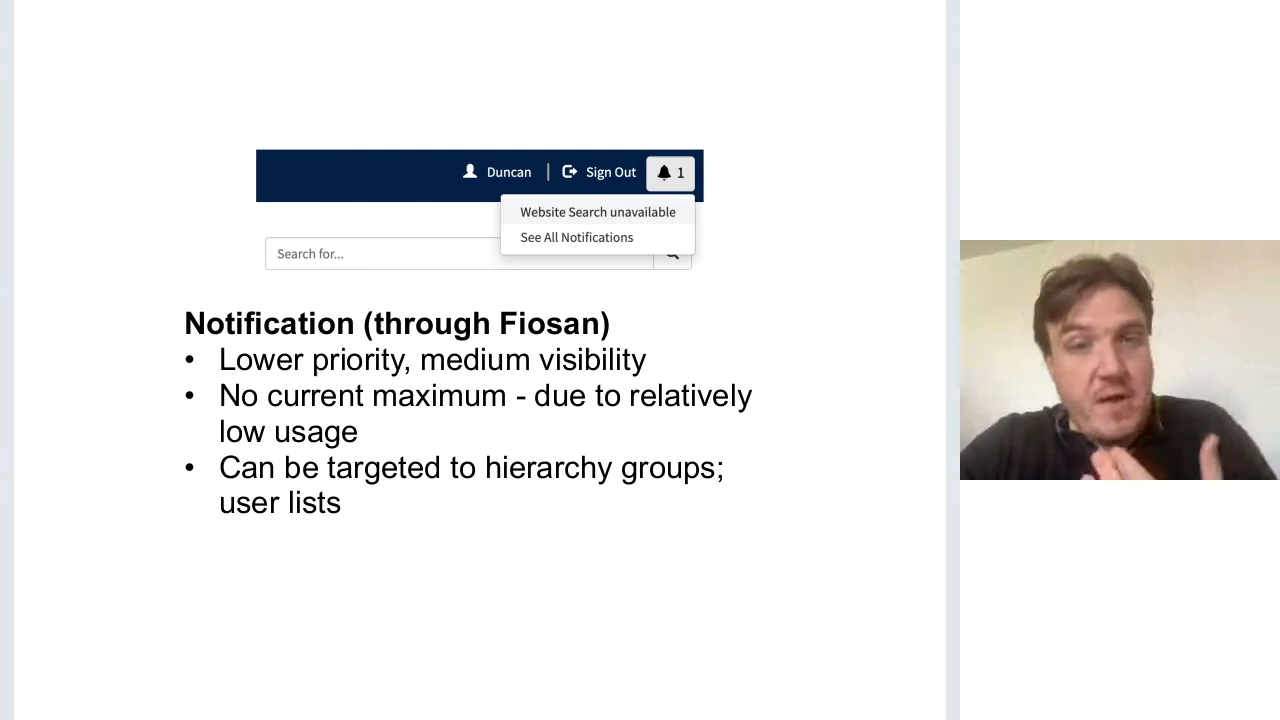 Duncan | Sign Out 1
Website Search unavailable
See All Notifications
Search for...
Notification (through Fiosan)
• Lower priority, medium visibility
• No current maximum - due to relatively
low usage
• Can be targeted to hierarchy groups;
user lists